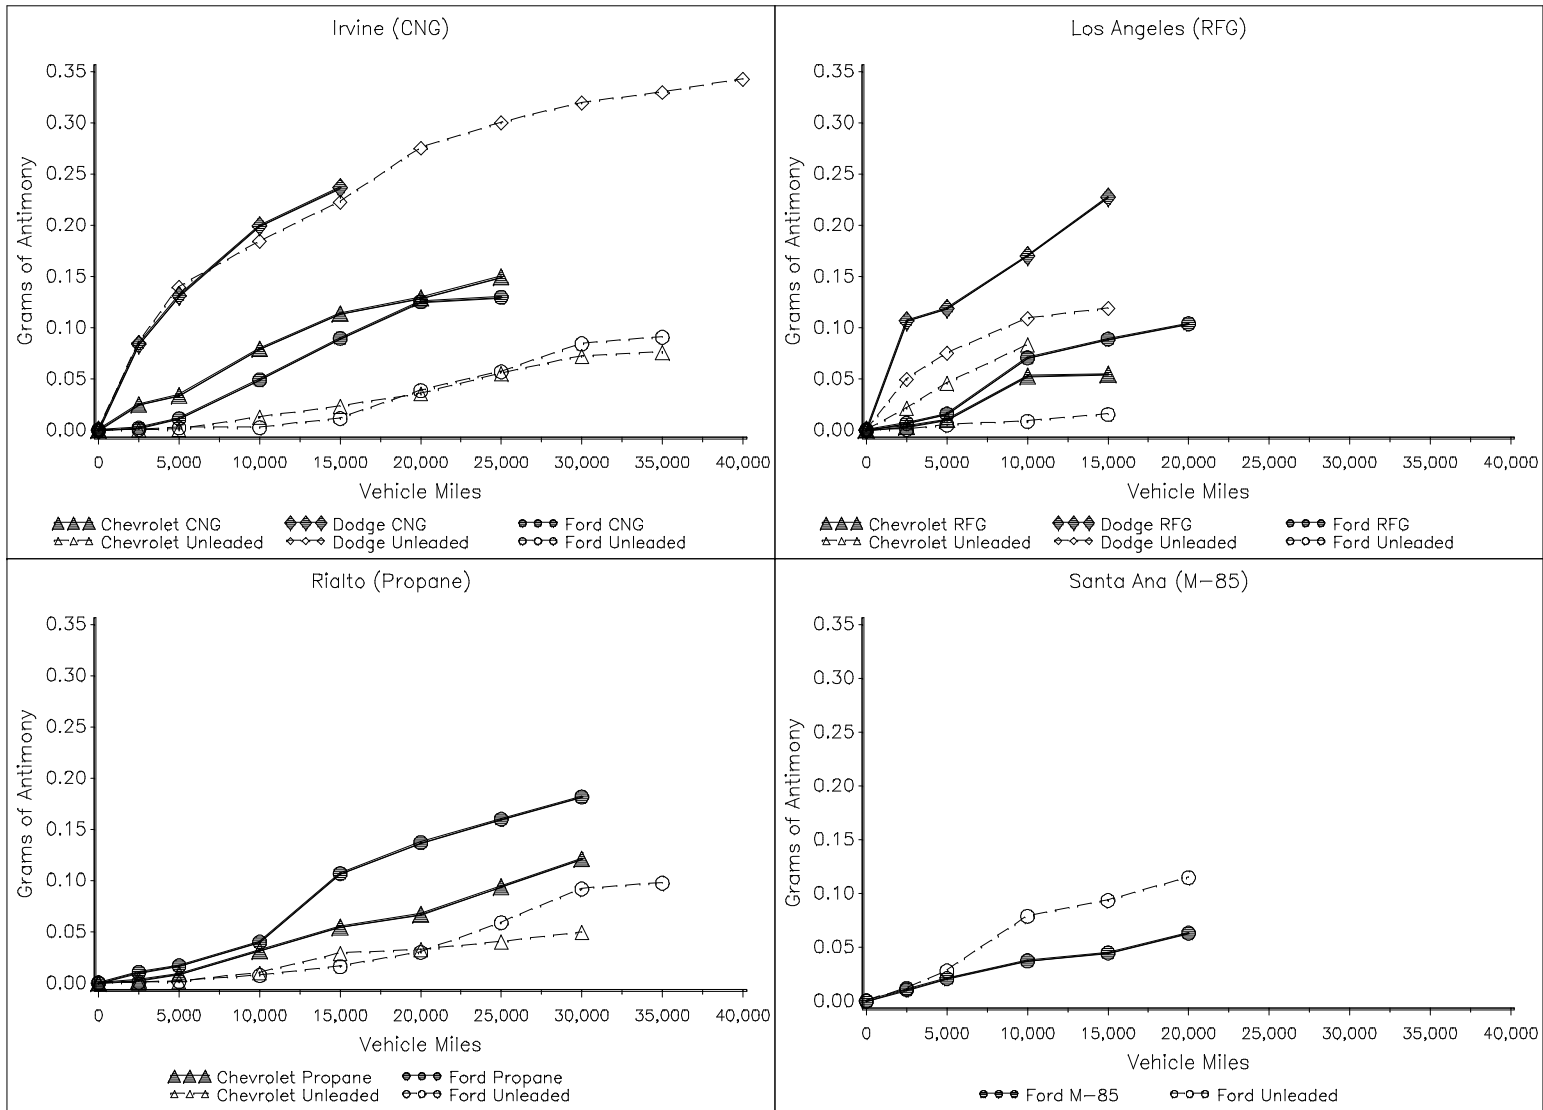 Irvine (CNG)
0.35
0.30
0.25
0.20
0.15
0.10
0.05
0.00
Grams of Antimony
0 5,000 10,000 15,000 20,000 25,000 30,000 35,000 40,000
Vehicle Miles
Chevrolet CNG Dodge CNG Ford CNG
Chevrolet Unleaded Dodge Unleaded Ford Unleaded
Los Angeles (RFG)
0.35
0.30
0.25
0.20
0.15
0.10
0.05
0.00
Grams of Antimony
0 5,000 10,000 15,000 20,000 25,000 30,000 35,000 40,000
Vehicle Miles
Chevrolet RFG Dodge RFG Ford RFG
Chevrolet Unleaded Dodge Unleaded Ford Unleaded
Rialto (Propane)
0.35
0.30
0.25
0.20
0.15
0.10
0.05
0.00
Grams of Antimony
0 5,000 10,000 15,000 20,000 25,000 30,000 35,000 40,000
Vehicle Miles
Chevrolet Propane Ford Propane
Chevrolet Unleaded Ford Unleaded
Santa Ana (M-85)
0.35
0.30
0.25
0.20
0.15
0.10
0.05
0.00
Grams of Antimony
0 5,000 10,000 15,000 20,000 25,000 30,000 35,000 40,000
Vehicle Miles
Ford M-85 Ford Unleaded